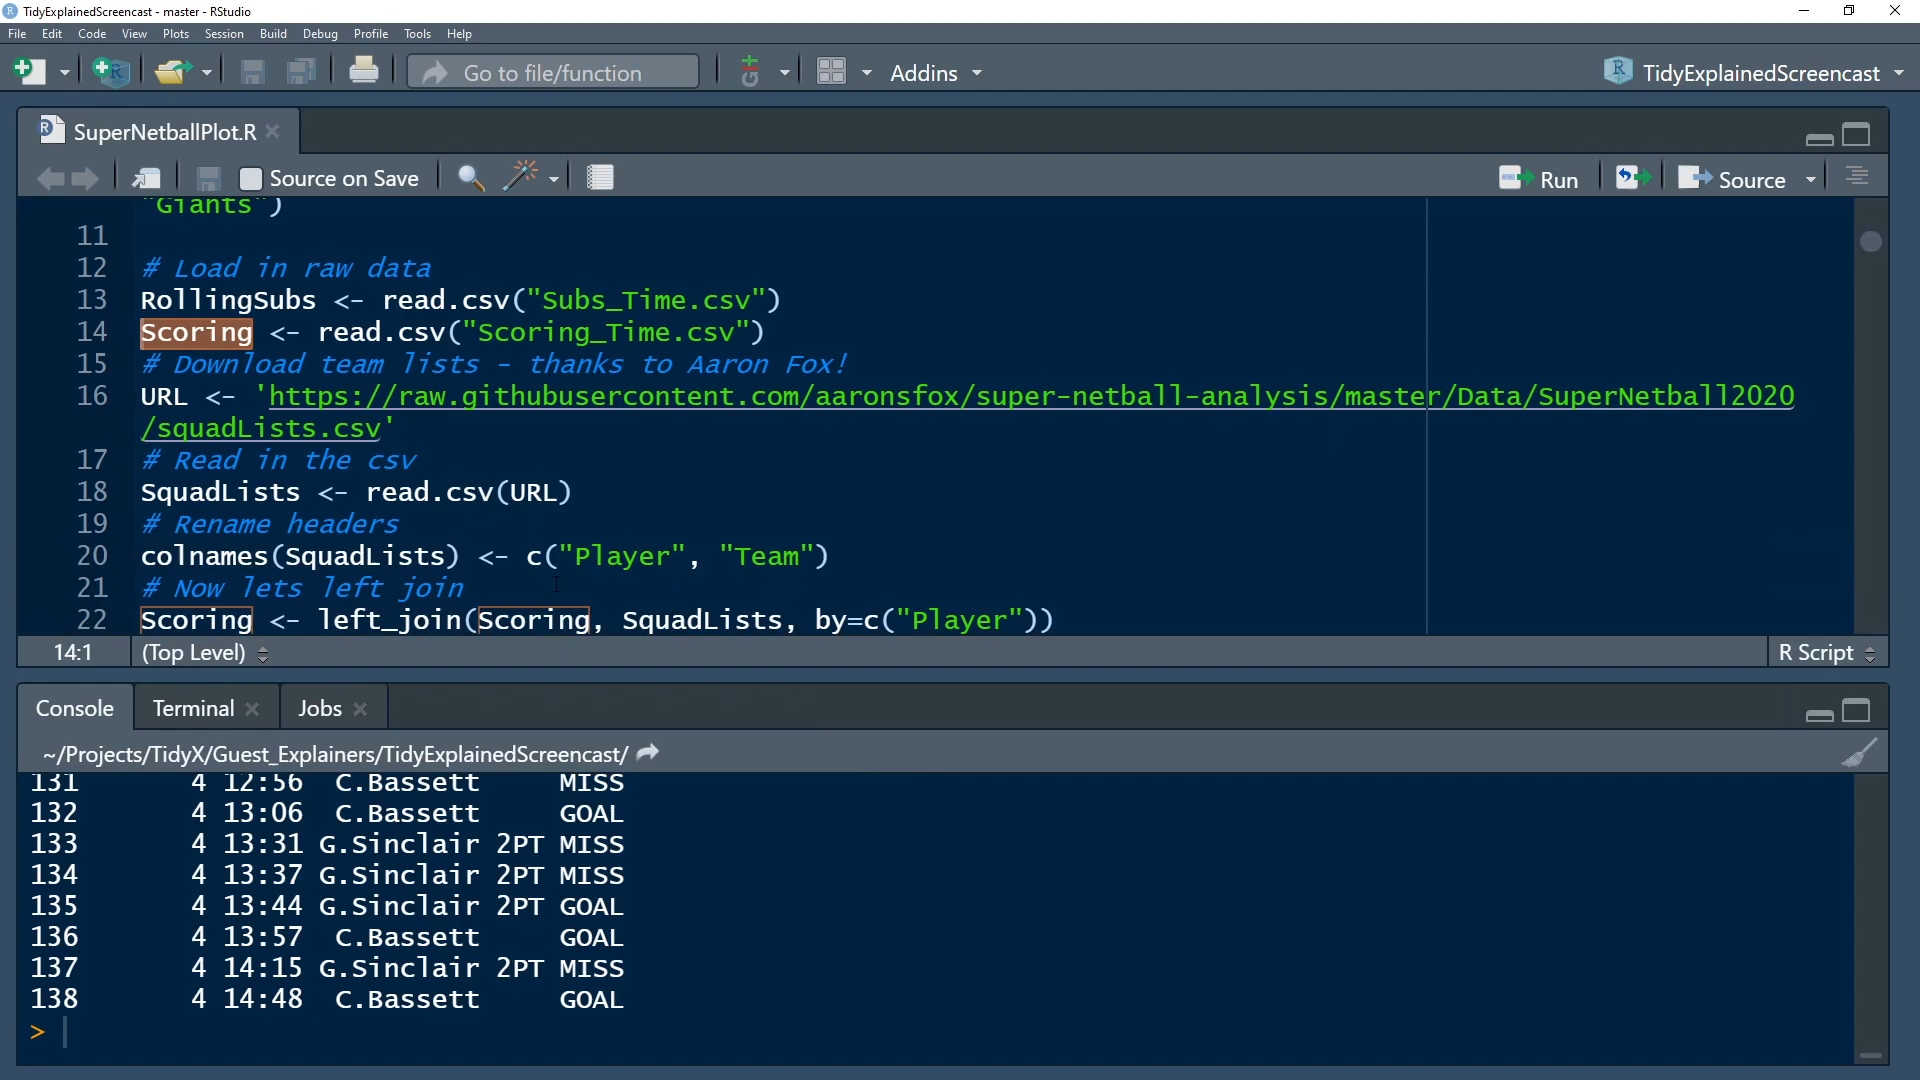 TidyExplainedScreencast - master - RStudio
File Edit Code View Plots Session Build Debug Profile Tools Help
Go to file/function Addins TidyExplainedScreencast
SuperNetballPlot.R
Source on Save Run Source
"Giants")
11
12 # Load in raw data
13 RollingSubs <- read.csv("Subs_Time.csv")
14 Scoring <- read.csv("Scoring_Time.csv")
15 # Download team lists - thanks to Aaron Fox!
16 URL <- 'https://raw.githubusercontent.com/aaronsfox/super-netball-analysis/master/Data/SuperNetball2020
/squadLists.csv'
17 # Read in the csv
18 SquadLists <- read.csv(URL)
19 # Rename headers
20 colnames(SquadLists) <- c("Player", "Team")
21 # Now lets left join
22 Scoring <- left_join(Scoring, SquadLists, by=c("Player"))
14:1 (Top Level) R Script
Console Terminal Jobs
~/Projects/TidyX/Guest_Explainers/TidyExplainedScreencast/
131 4 12:56 C.Bassett MISS
132 4 13:06 C.Bassett GOAL
133 4 13:31 G.Sinclair 2PT MISS
134 4 13:37 G.Sinclair 2PT MISS
135 4 13:44 G.Sinclair 2PT GOAL
136 4 13:57 C.Bassett GOAL
137 4 14:15 G.Sinclair 2PT MISS
138 4 14:48 C.Bassett GOAL
>